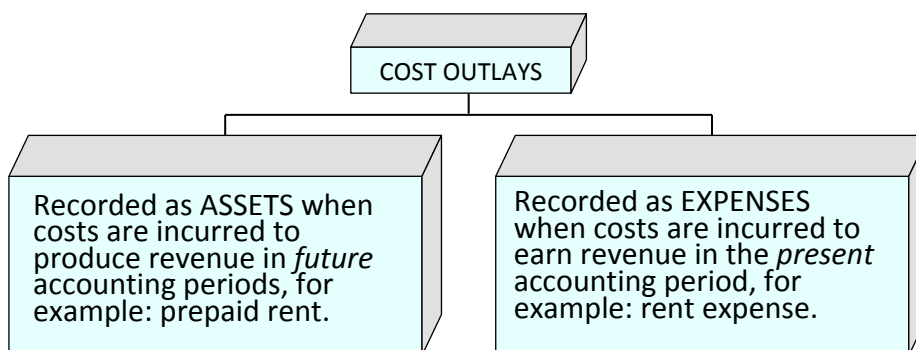 COST OUTLAYS
Recorded as ASSETS when
costs are incurred to
produce revenue in future
accounting periods, for
example: prepaid rent.
Recorded as EXPENSES
when costs are incurred to
earn revenue in the present
accounting period, for
example: rent expense.